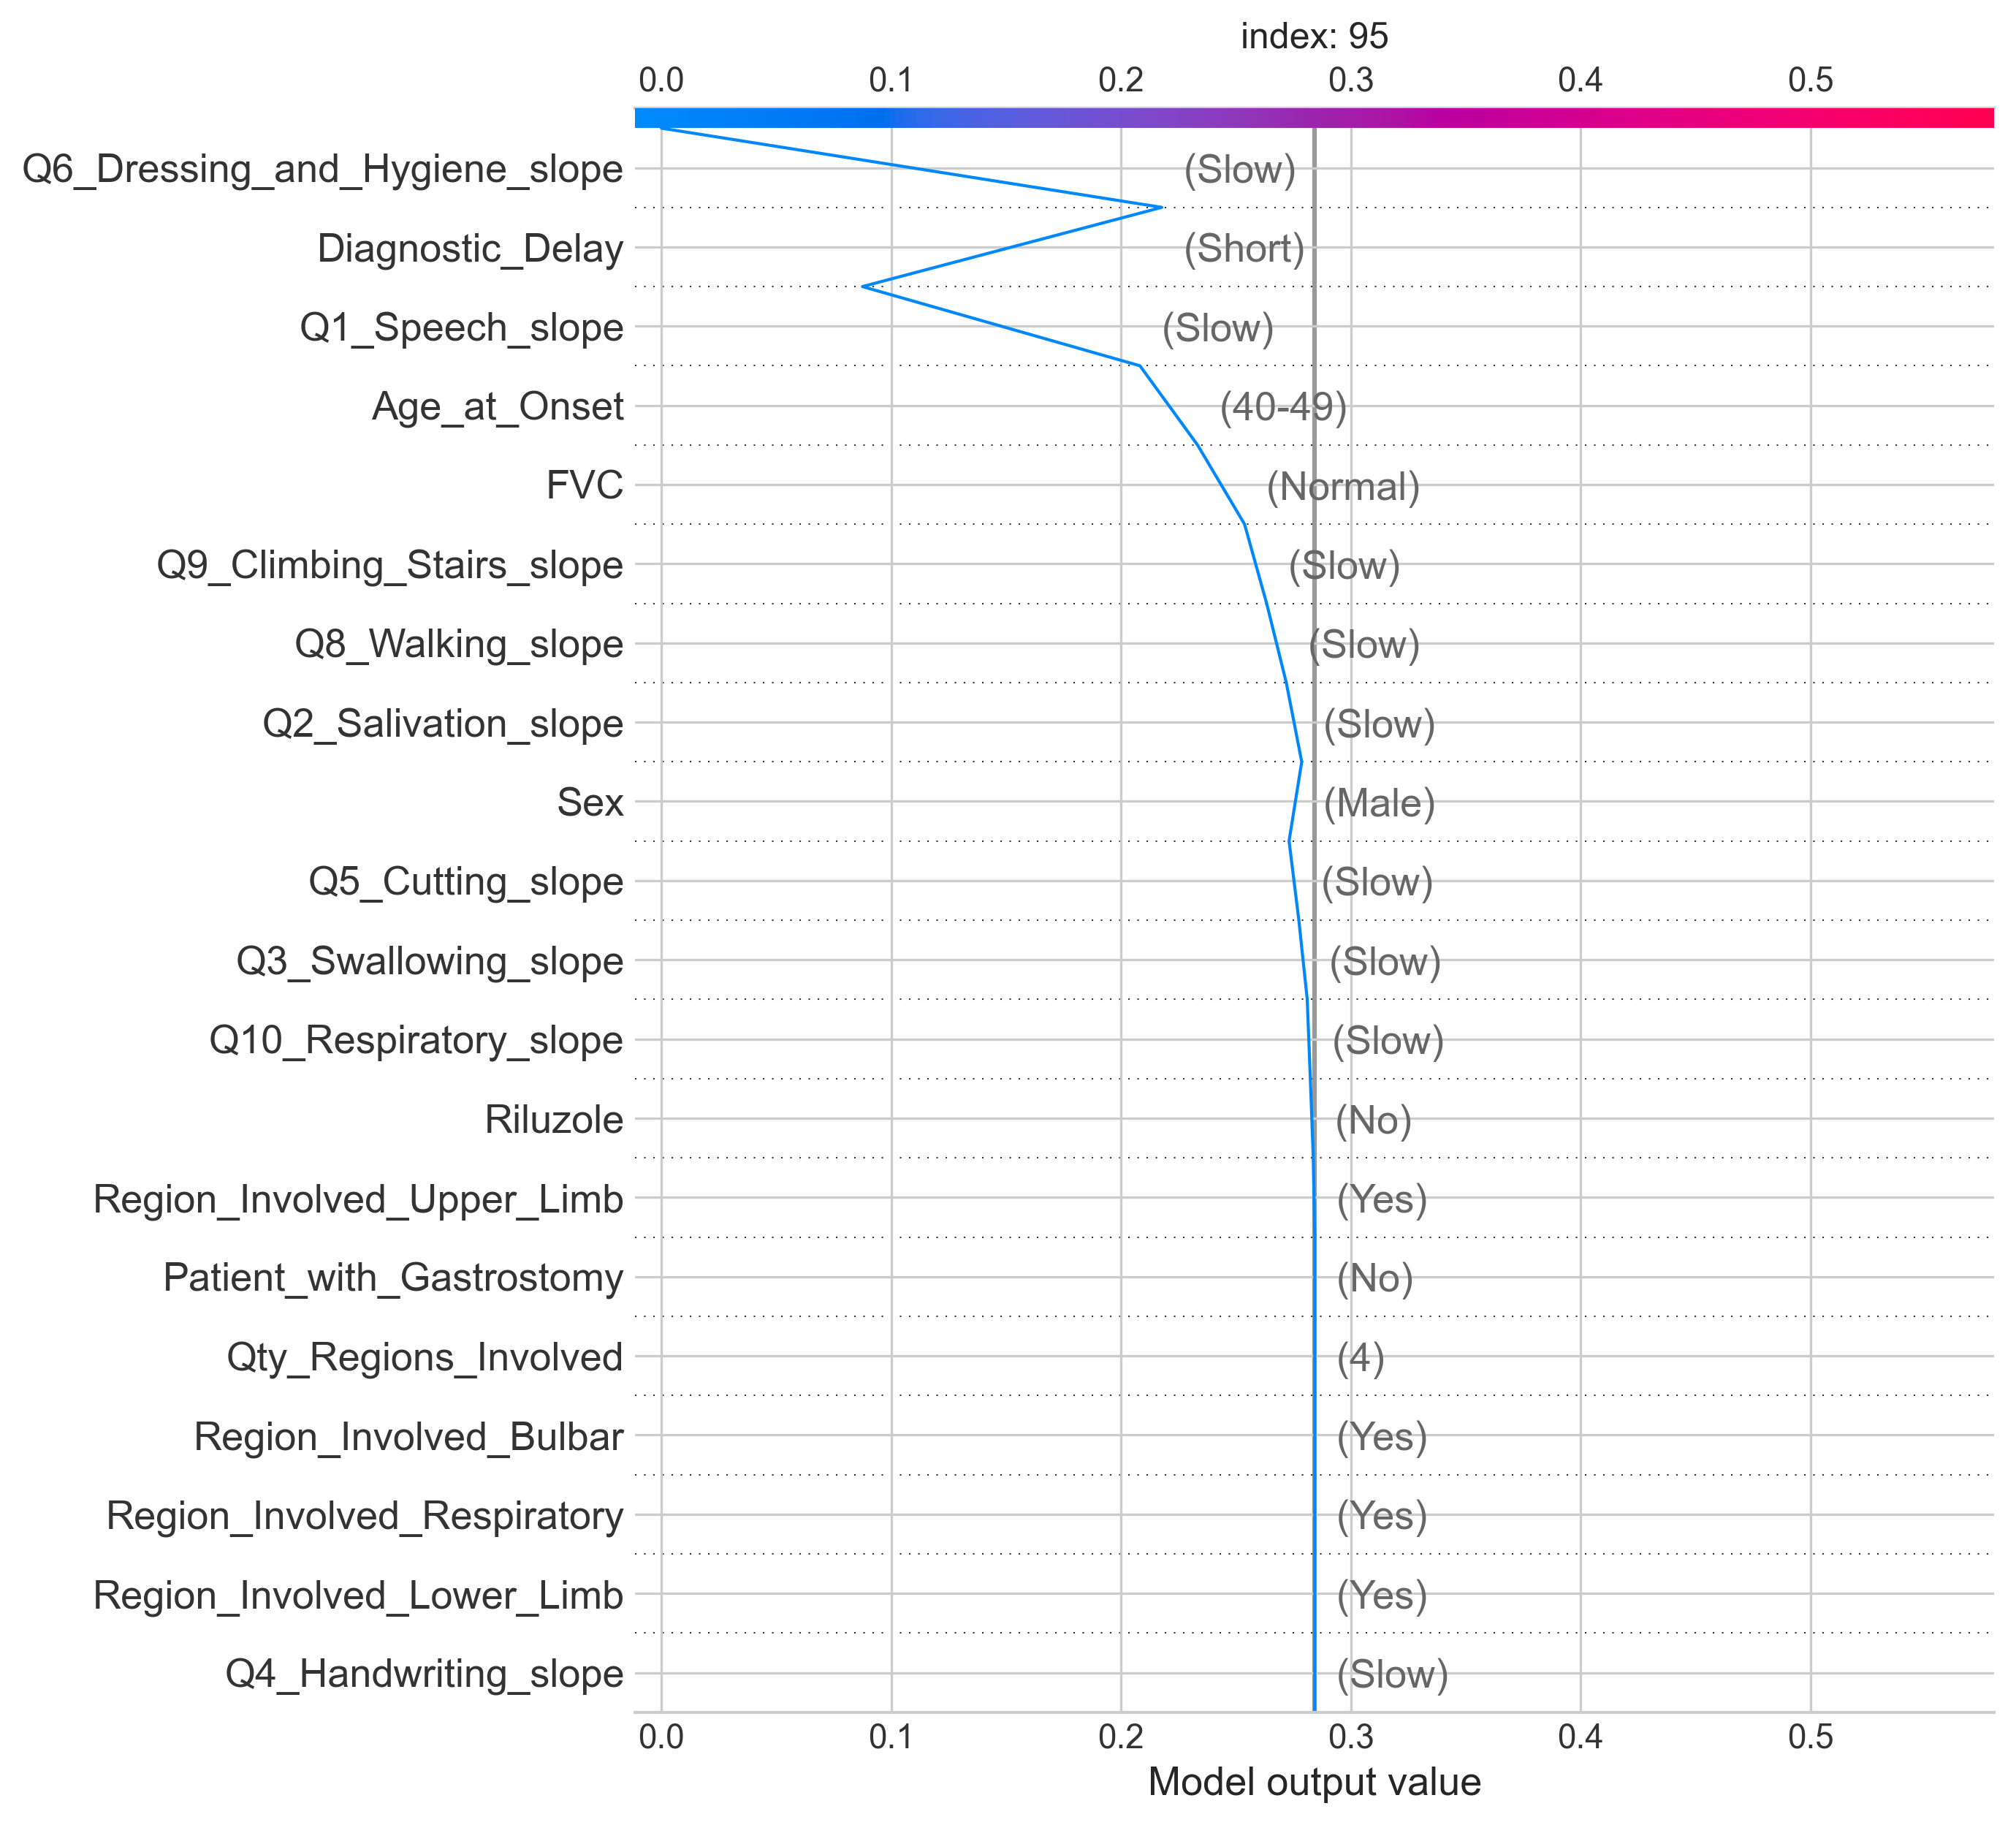 index: 95
0.0 0.1 0.2 0.3 0.4 0.5
Q6_Dressing_and_Hygiene_slope (Slow)
Diagnostic_Delay (Short)
Q1_Speech_slope (Slow)
Age_at_Onset (40-49)
FVC (Normal)
Q9_Climbing_Stairs_slope (Slow)
Q8_Walking_slope (Slow)
Q2_Salivation_slope (Slow)
Sex (Male)
Q5_Cutting_slope (Slow)
Q3_Swallowing_slope (Slow)
Q10_Respiratory_slope (Slow)
Riluzole (No)
Region_Involved_Upper_Limb (Yes)
Patient_with_Gastrostomy (No)
Qty_Regions_Involved (4)
Region_Involved_Bulbar (Yes)
Region_Involved_Respiratory (Yes)
Region_Involved_Lower_Limb (Yes)
Q4_Handwriting_slope (Slow)
0.0 0.1 0.2 0.3 0.4 0.5
Model output value